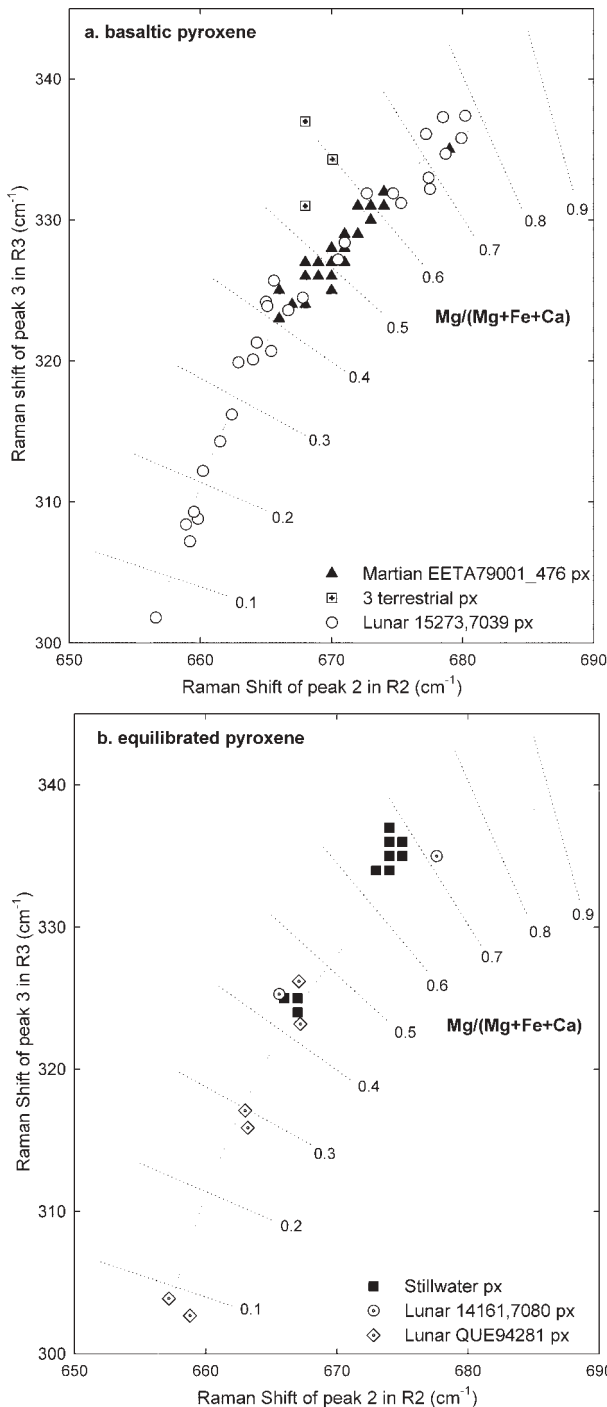 a. basaltic pyroxene
340
330
320
310
300
Raman shift of peak 3 in R3 (cm-1)
0.9
0.8
0.7
0.6
0.5
Mg/(Mg+Fe+Ca)
0.4
0.3
0.2
0.1
Martian EETA79001_476 px
3 terrestrial px
Lunar 15273,7039 px
650 660 670 680 690
Raman Shift of peak 2 in R2 (cm-1)
b. equilibrated pyroxene
340
330
320
310
300
Raman Shift of peak 3 in R3 (cm-1)
0.9
0.8
0.7
0.6
0.5
Mg/(Mg+Fe+Ca)
0.4
0.3
0.2
0.1
Stillwater px
Lunar 14161,7080 px
Lunar QUE94281 px
650 660 670 680 690
Raman Shift of peak 2 in R2 (cm-1)